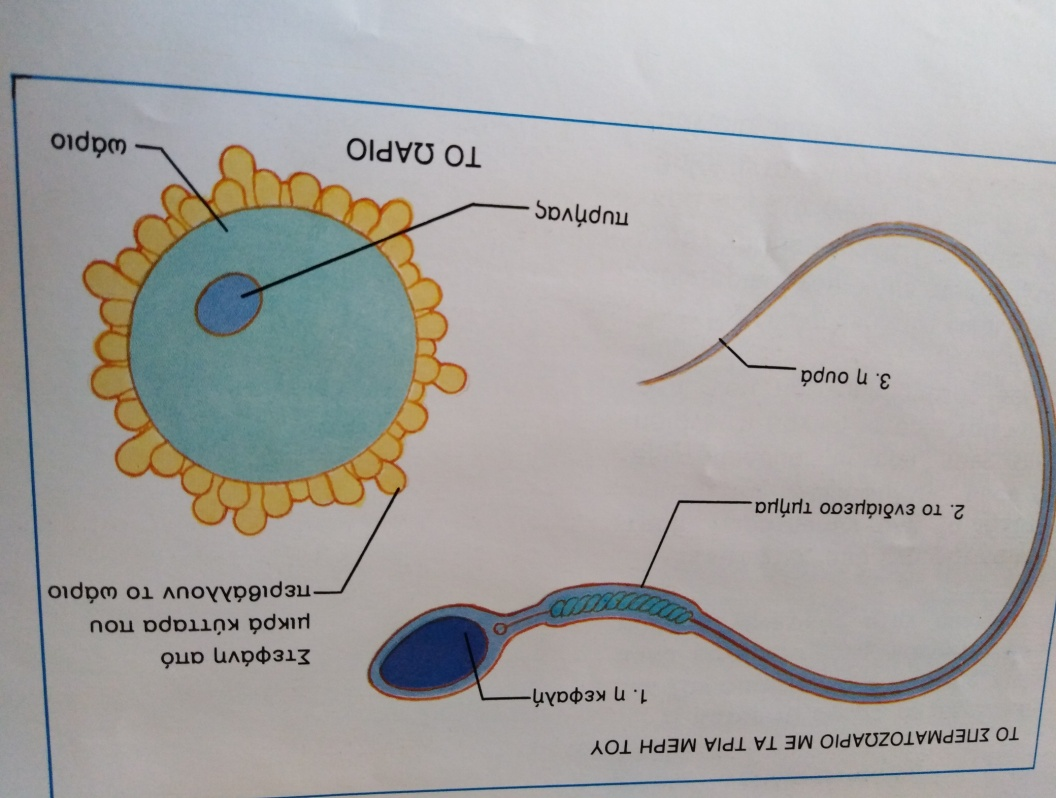 ΤΟ ΣΠΕΡΜΑΤΟΖΩΑΡΙΟ ΜΕ ΤΑ ΤΡΙΑ ΜΕΡΗ ΤΟΥ
1. η κεφαλή
2. το ενδιάμεσο τμήμα
3. η ουρά
Στεφάνη από
μικρά κύτταρα που
περιβάλλουν το ωάριο
πυρήνας
ΤΟ ΩΑΡΙΟ
ωάριο